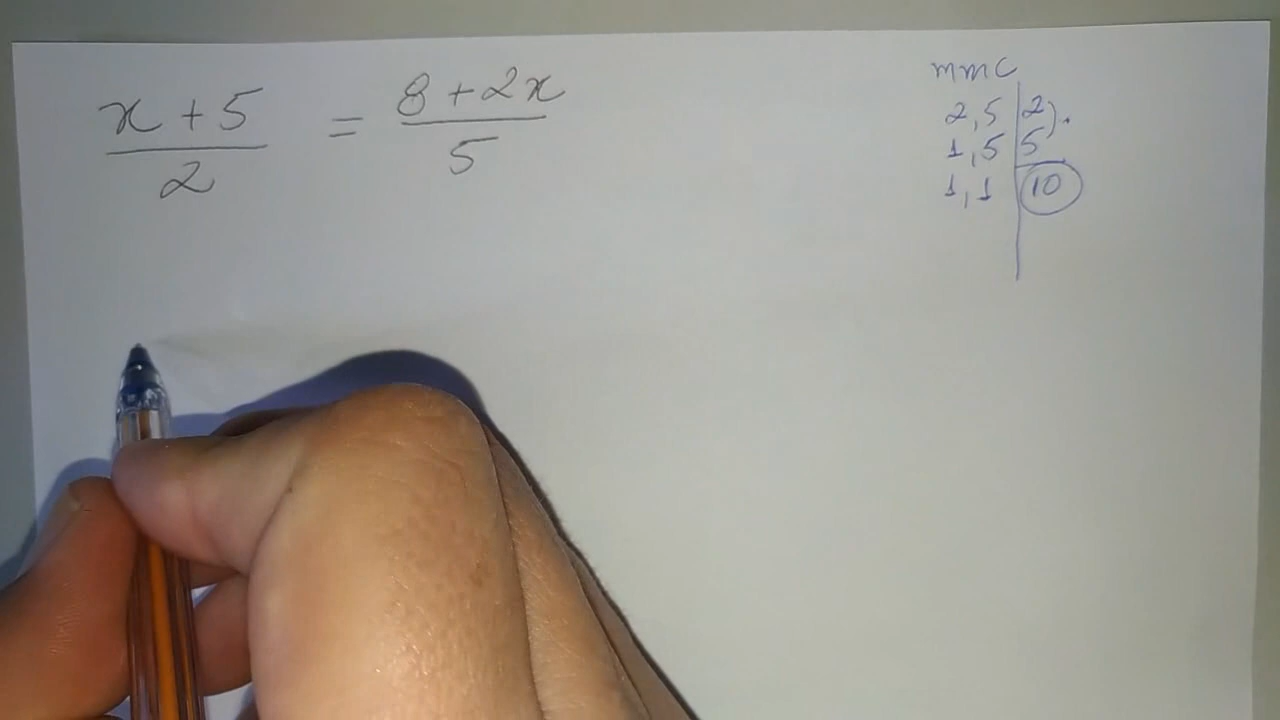 x + 5 = 8 + 2x
2 5
mmc
2, 5 | 2
1, 5 | 5
1, 1 | 10